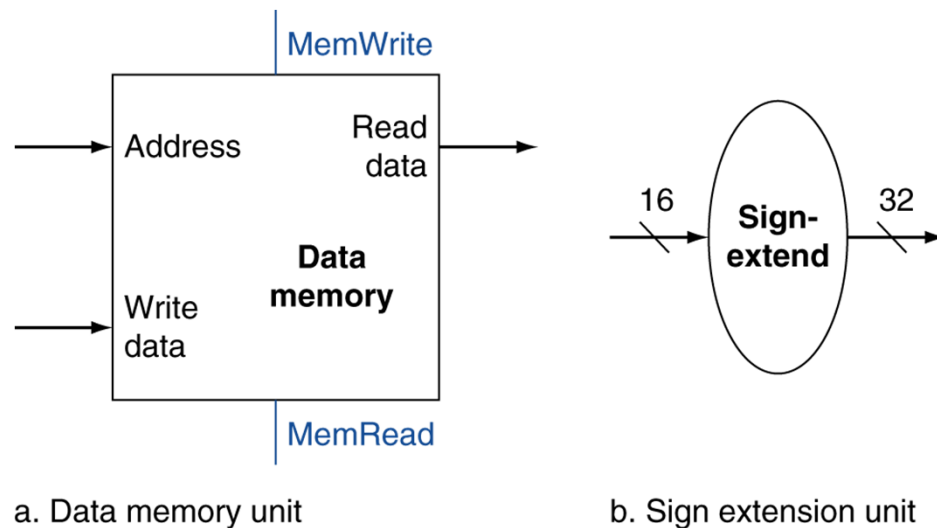 MemWrite
Address
Read
data
Data
memory
Write
data
MemRead
a. Data memory unit
16
Sign-
extend
32
b. Sign extension unit